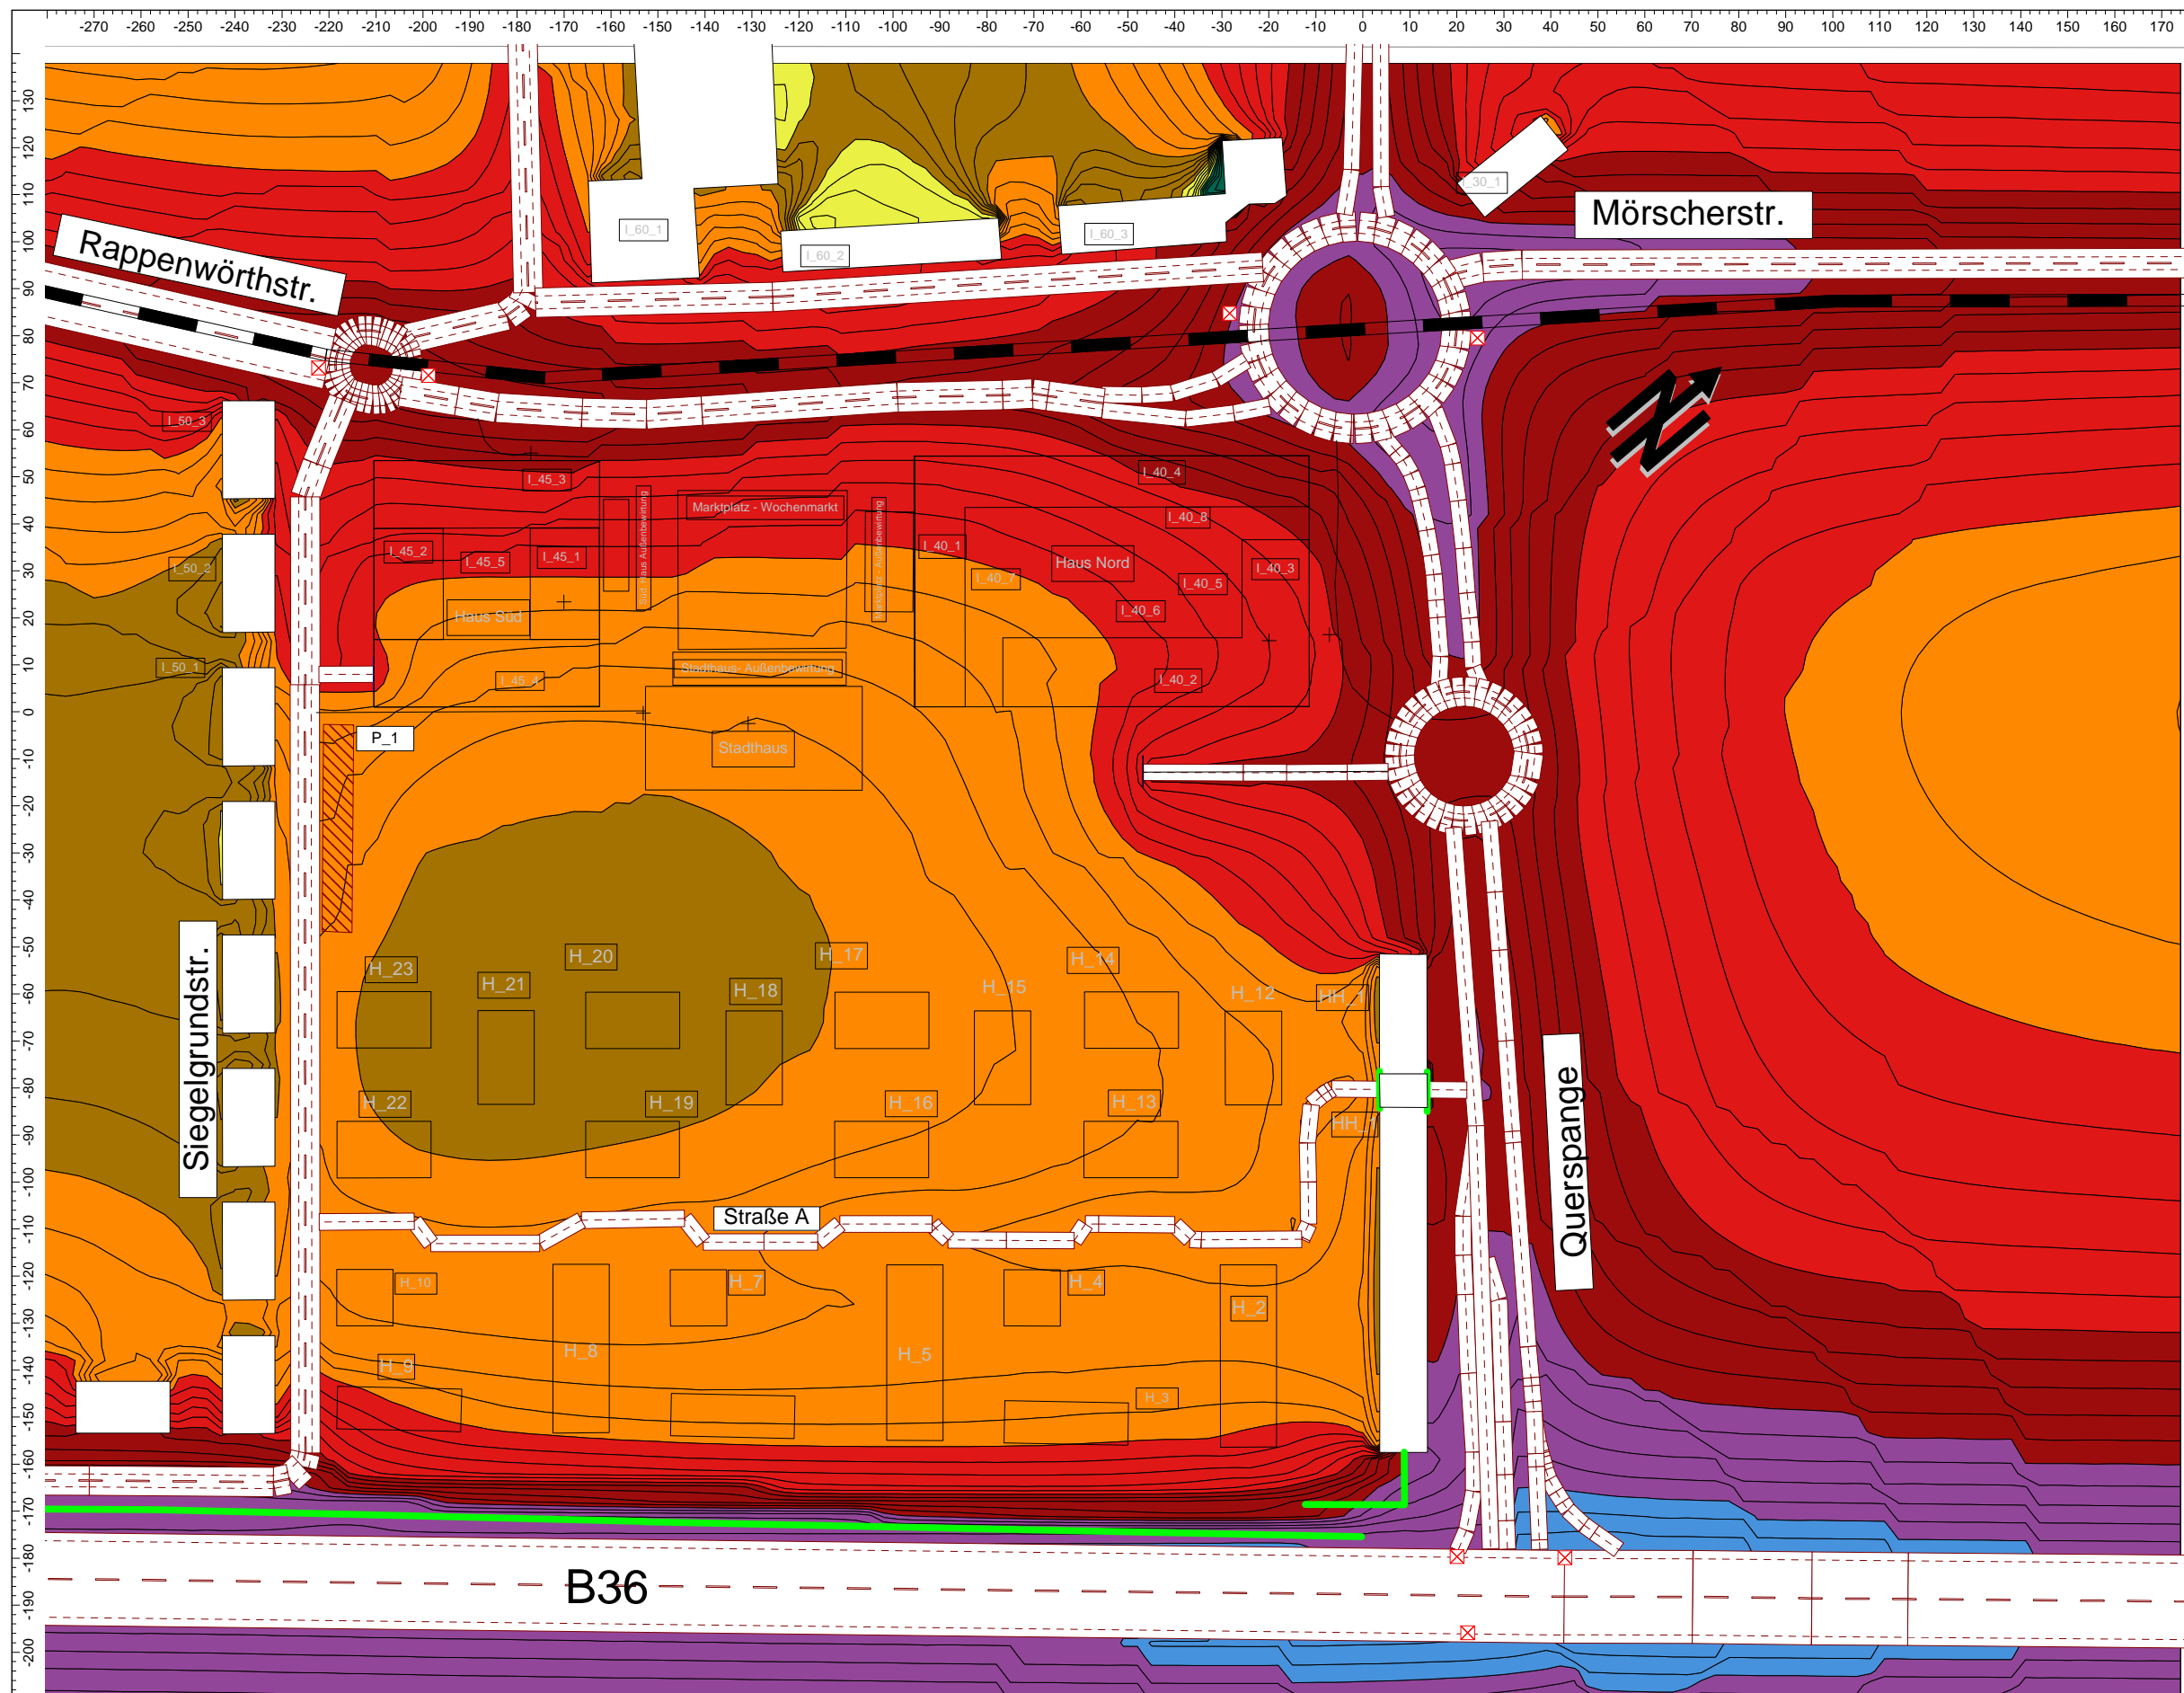 -270 -260 -250 -240 -230 -220 -210 -200 -190 -180 -170 -160 -150 -140 -130 -120 -110 -100 -90 -80 -70 -60 -50 -40 -30 -20 -10 0 10 20 30 40 50 60 70 80 90 100 110 120 130 140 150 160 170
130
120
110
100
90
80
70
60
50
40
30
20
10
0
-10
-20
-30
-40
-50
-60
-70
-80
-90
-100
-110
-120
-130
-140
-150
-160
-170
-180
-190
-200
I_30_1
Mörscherstr.
Rappenwörthstr.
I_60_1
I_60_2
I_60_3
N
I_50_3
I_45_3
I_40_4
Marktplatz - Wochenmarkt
Süd-Haus Außenbewirtung
Marktplatz - Außenbewirtung
I_40_8
I_45_2
I_45_5
I_45_1
I_40_1
Haus Nord
I_50_2
I_40_7
I_40_5
I_40_3
Haus Süd
I_40_6
I_50_1
I_45_4
Stadthaus- Außenbewirtung
I_40_2
P_1
Stadthaus
Siegelgrundstr.
H_23
H_21
H_20
H_18
H_17
H_15
H_14
H_12
HH_1
H_22
H_19
H_16
H_13
HH_1
Querspange
Straße A
H_10
H_7
H_4
H_2
H_9
H_8
H_5
H_3
B36